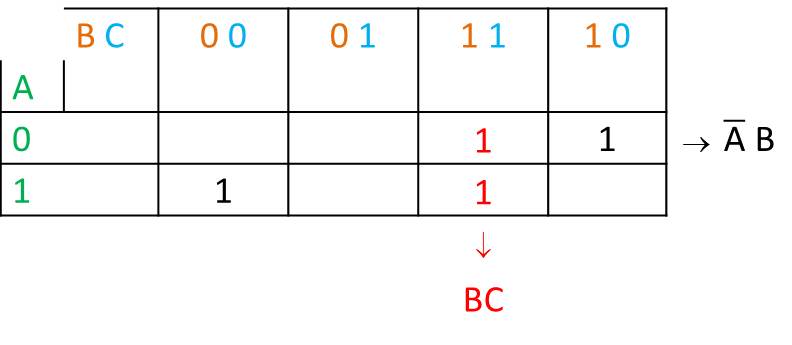 B C 0 0 0 1 1 1 1 0
A
0 1 1 → A̅ B
1 1 1
↓
BC